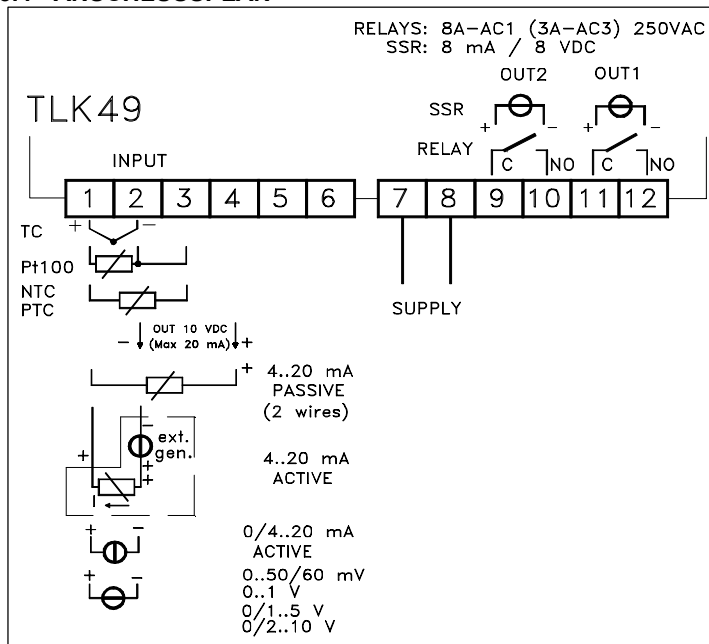 RELAYS: 8A-AC1 (3A-AC3) 250VAC
SSR: 8 mA / 8 VDC
OUT2 OUT1
TLK49
SSR
+ - + -
RELAY
C NO C NO
INPUT
1 2 3 4 5 6 7 8 9 10 11 12
TC + -
Pt100
NTC
PTC
SUPPLY
- OUT 10 VDC +
(Max 20 mA)
+ 4..20 mA
PASSIVE
(2 wires)
-
ext.
gen.
+ +
+
4..20 mA
ACTIVE
I
+ - 0/4..20 mA
ACTIVE
+ - 0..50/60 mV
0..1 V
0/1..5 V
0/2..10 V